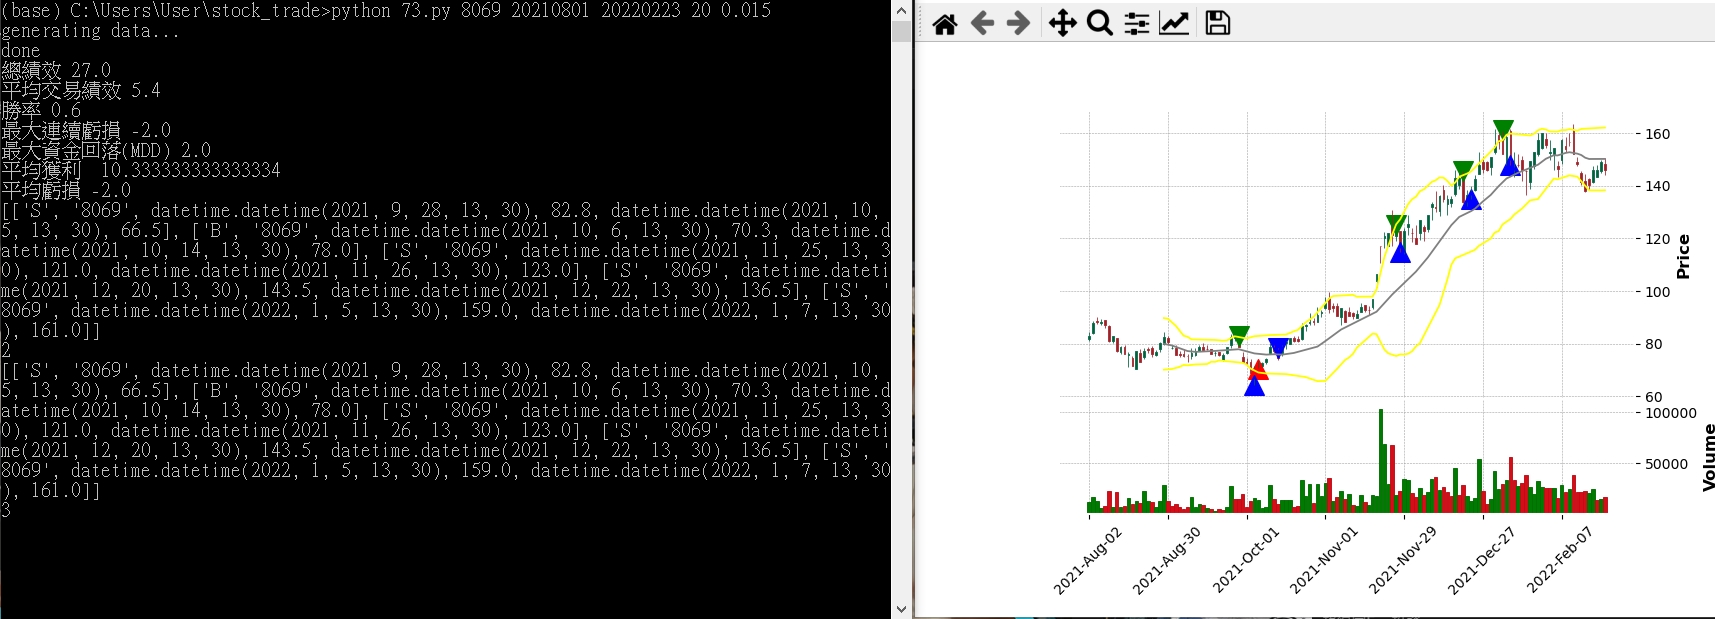 (base) C:\Users\User\stock_trade>python 73.py 8069 20210801 20220223 20 0.015
generating data...
done
總績效 27.0
平均交易績效 5.4
勝率 0.6
最大連續虧損 -2.0
最大資金回落(MDD) 2.0
平均獲利  10.333333333333334
平均虧損 -2.0
[['S', '8069', datetime.datetime(2021, 9, 28, 13, 30), 82.8, datetime.datetime(2021, 10,
5, 13, 30), 66.5], ['B', '8069', datetime.datetime(2021, 10, 6, 13, 30), 70.3, datetime.d
atetime(2021, 10, 14, 13, 30), 78.0], ['S', '8069', datetime.datetime(2021, 11, 25, 13, 3
0), 121.0, datetime.datetime(2021, 11, 26, 13, 30), 123.0], ['S', '8069', datetime.dateti
me(2021, 12, 20, 13, 30), 143.5, datetime.datetime(2021, 12, 22, 13, 30), 136.5], ['S', '
8069', datetime.datetime(2022, 1, 5, 13, 30), 159.0, datetime.datetime(2022, 1, 7, 13, 30
), 161.0]]
2
[['S', '8069', datetime.datetime(2021, 9, 28, 13, 30), 82.8, datetime.datetime(2021, 10,
5, 13, 30), 66.5], ['B', '8069', datetime.datetime(2021, 10, 6, 13, 30), 70.3, datetime.d
atetime(2021, 10, 14, 13, 30), 78.0], ['S', '8069', datetime.datetime(2021, 11, 25, 13, 3
0), 121.0, datetime.datetime(2021, 11, 26, 13, 30), 123.0], ['S', '8069', datetime.dateti
me(2021, 12, 20, 13, 30), 143.5, datetime.datetime(2021, 12, 22, 13, 30), 136.5], ['S', '
8069', datetime.datetime(2022, 1, 5, 13, 30), 159.0, datetime.datetime(2022, 1, 7, 13, 30
), 161.0]]
3
160
140
120
100
80
60
Price
100000
50000
Volume
2021-Aug-02
2021-Aug-30
2021-Oct-01
2021-Nov-01
2021-Nov-29
2021-Dec-27
2022-Feb-07